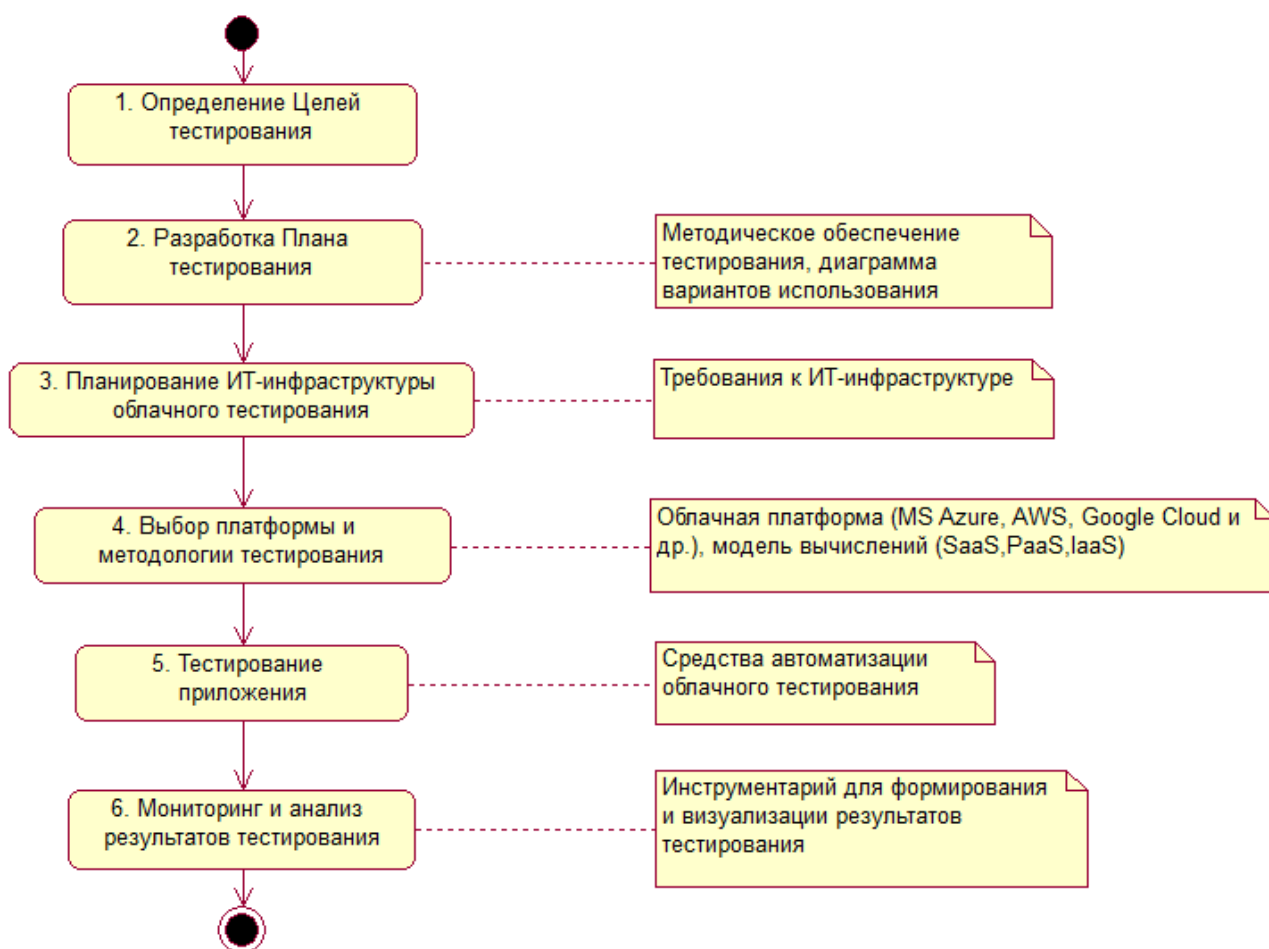 1. Определение Целей
тестирования
2. Разработка Плана
тестирования
Методическое обеспечение
тестирования, диаграмма
вариантов использования
3. Планирование ИТ-инфраструктуры
облачного тестирования
Требования к ИТ-инфраструктуре
4. Выбор платформы и
методологии тестирования
Облачная платформа (MS Azure, AWS, Google Cloud и
др.), модель вычислений (SaaS,PaaS,IaaS)
5. Тестирование
приложения
Средства автоматизации
облачного тестирования
6. Мониторинг и анализ
результатов тестирования
Инструментарий для формирования
и визуализации результатов
тестирования